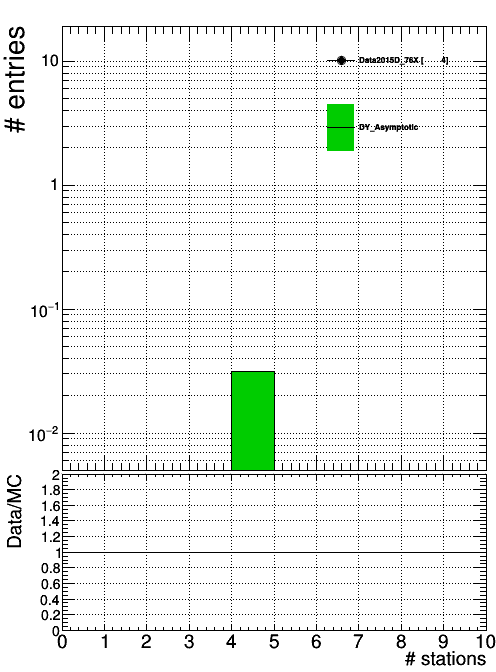 # entries
10
Data2015D_76X [ 4]
DY_Asymptotic
1
10−1
10−2
Data/MC
2
1.8
1.6
1.4
1.2
1
0.8
0.6
0.4
0.2
0
0 1 2 3 4 5 6 7 8 9 10
# stations